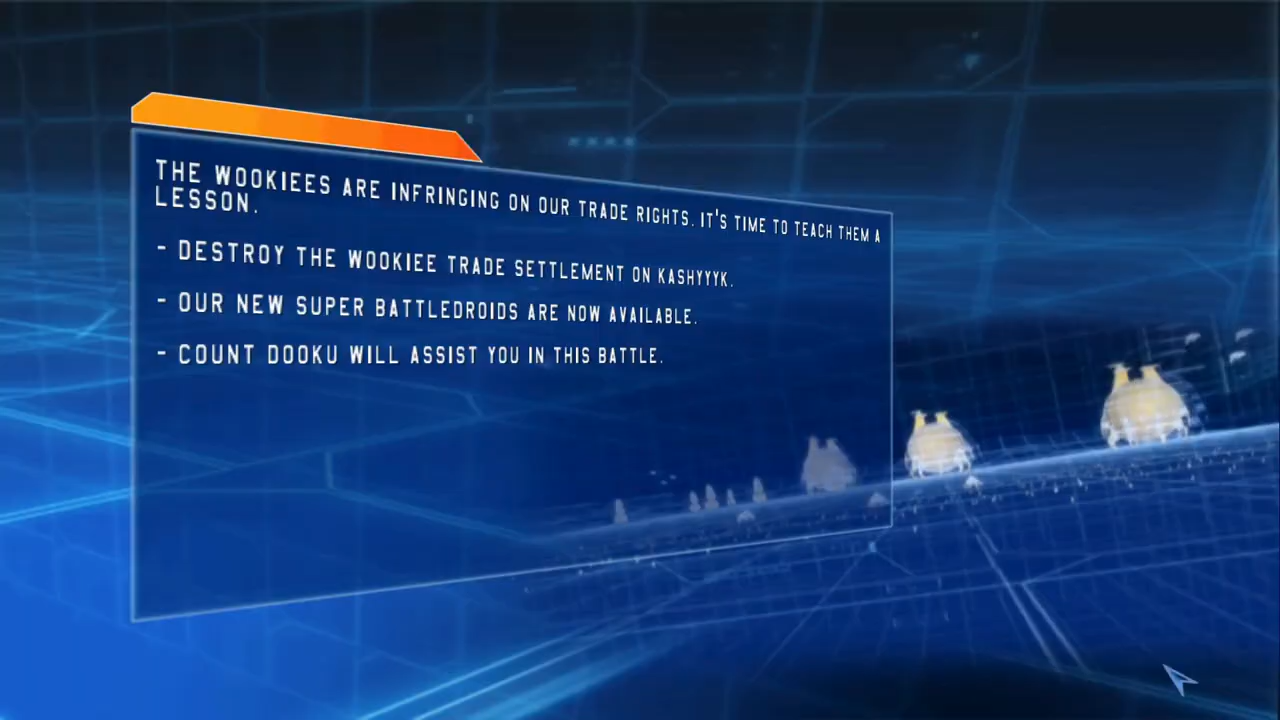 THE WOOKIEES ARE INFRINGING ON OUR TRADE RIGHTS. IT'S TIME TO TEACH THEM A
LESSON.
- DESTROY THE WOOKIEE TRADE SETTLEMENT ON KASHYYYK.
- OUR NEW SUPER BATTLEDROIDS ARE NOW AVAILABLE.
- COUNT DOOKU WILL ASSIST YOU IN THIS BATTLE.